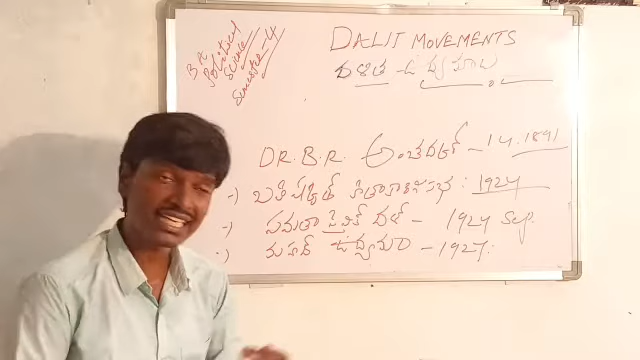 BA
Political
Science
Semester-4
DALIT MOVEMENTS
దళిత ఉద్యమాలు
DR. B. R. అంబేద్కర్ - 14. 1891
-) బహిష్కృత్ హితకారిణి సభ : 1924
-) సమతా సైనిక్ దళ్ - 1924 Sep.
-) మహద్ ఉద్యమం - 1927: